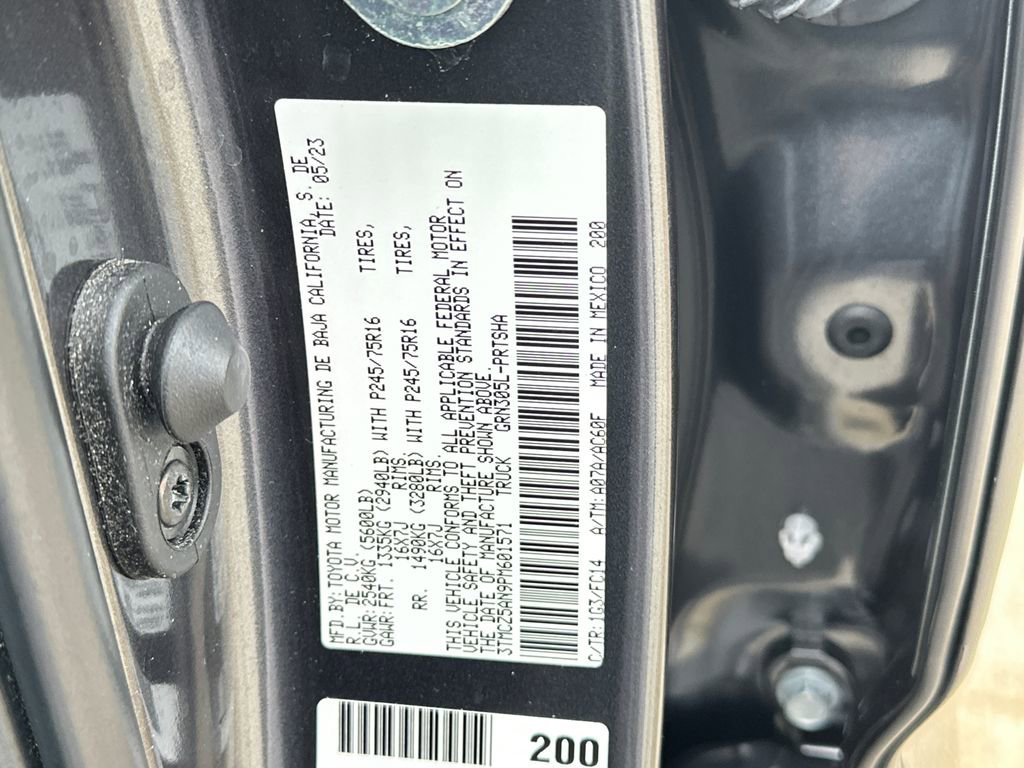 MFD.BY:TOYOTA MOTOR MANUFACTURING DE BAJA CALIFORNIA, S. DE
R.L. DE C.V. DATE: 05/23
GVWR:2540KG (5600LB)
GAWR:FRT. 1335KG (2940LB) WITH P245/75R16 TIRES,
16X7J RIMS,
RR. 1490KG (3280LB) WITH P245/75R16 TIRES,
16X7J RIMS
THIS VEHICLE CONFORMS TO ALL APPLICABLE FEDERAL MOTOR
VEHICLE SAFETY AND THEFT PREVENTION STANDARDS IN EFFECT ON
THE DATE OF MANUFACTURE SHOWN ABOVE.
3TMCZ5AN9PM601571 TRUCK GRN305L-PRTSHA
C/TR:1G3/FC14 A/TM:A07A/AC60F MADE IN MEXICO 200
200